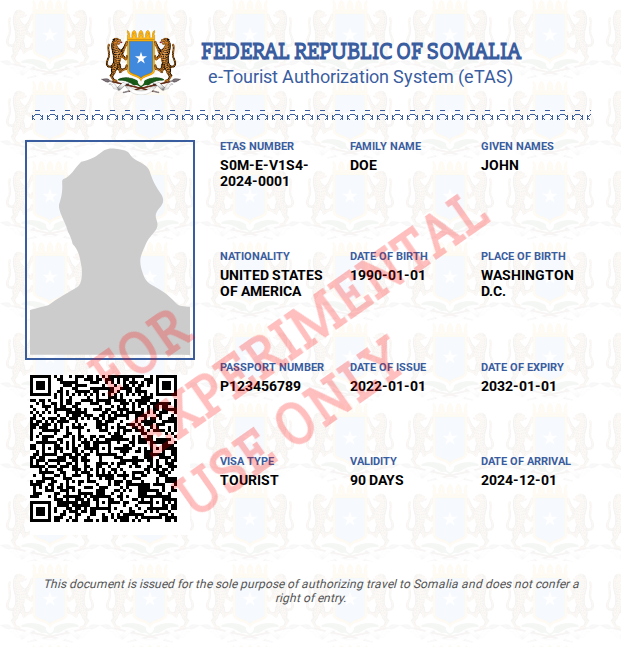 FEDERAL REPUBLIC OF SOMALIA
e-Tourist Authorization System (eTAS)
ETAS NUMBER
S0M-E-V1S4-
2024-0001
FAMILY NAME
DOE
GIVEN NAMES
JOHN
NATIONALITY
UNITED STATES
OF AMERICA
DATE OF BIRTH
1990-01-01
PLACE OF BIRTH
WASHINGTON
D.C.
PASSPORT NUMBER
P123456789
DATE OF ISSUE
2022-01-01
DATE OF EXPIRY
2032-01-01
VISA TYPE
TOURIST
VALIDITY
90 DAYS
DATE OF ARRIVAL
2024-12-01
FOR
EXPERIMENTAL
USE ONLY
This document is issued for the sole purpose of authorizing travel to Somalia and does not confer a
right of entry.